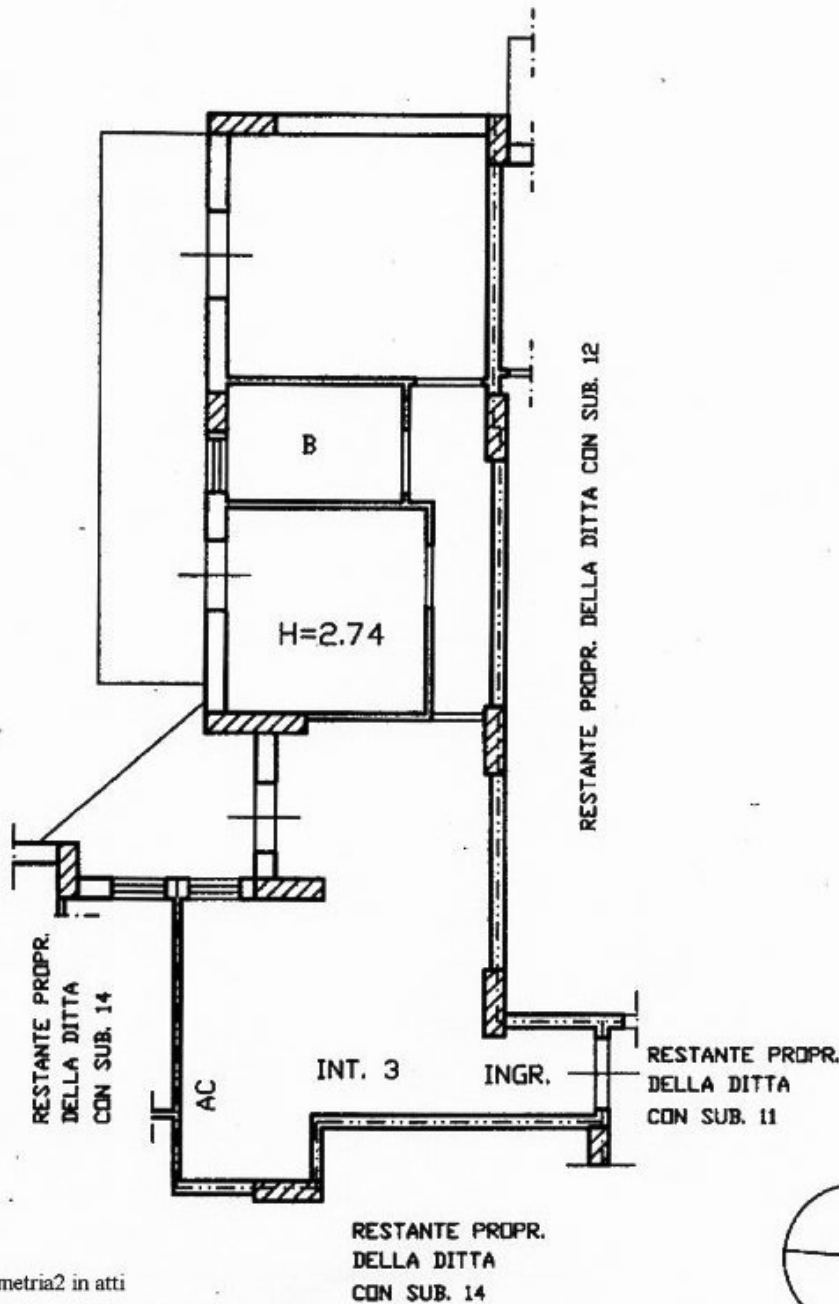 B
H=2.74
RESTANTE PROPR. DELLA DITTA CON SUB. 12
RESTANTE PROPR.
DELLA DITTA
CON SUB. 14
AC
INT. 3
INGR.
RESTANTE PROPR.
DELLA DITTA
CON SUB. 11
RESTANTE PROPR.
DELLA DITTA
CON SUB. 14
metria2 in atti